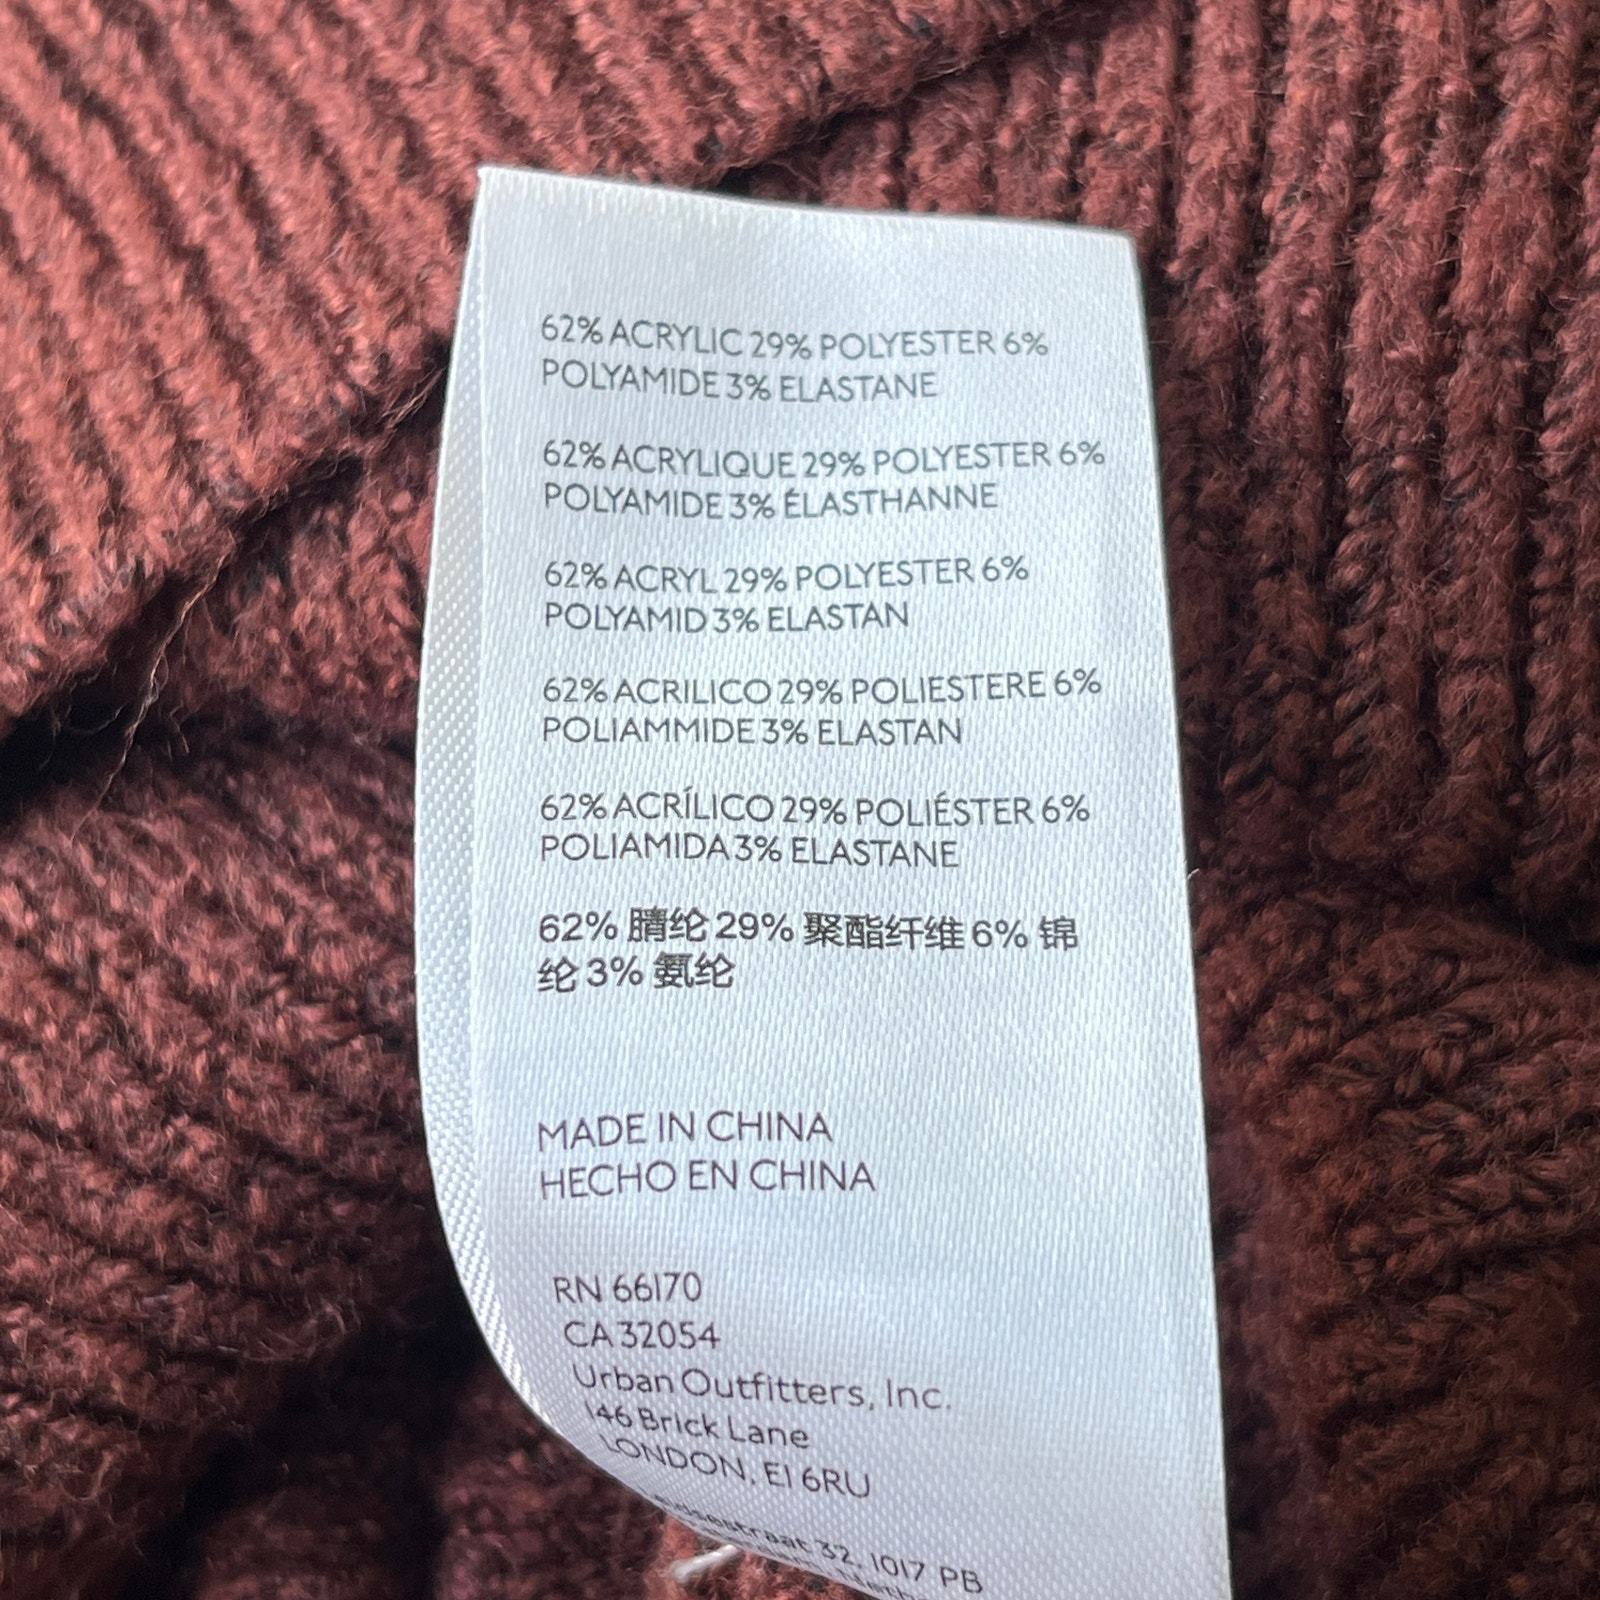 62% ACRYLIC 29% POLYESTER 6%
POLYAMIDE 3% ELASTANE
62% ACRYLIQUE 29% POLYESTER 6%
POLYAMIDE 3% ÉLASTHANNE
62% ACRYL 29% POLYESTER 6%
POLYAMID 3% ELASTAN
62% ACRILICO 29% POLIESTERE 6%
POLIAMMIDE 3% ELASTAN
62% ACRÍLICO 29% POLIÉSTER 6%
POLIAMIDA 3% ELASTANE
62% 腈纶 29% 聚酯纤维 6% 锦
纶 3% 氨纶
MADE IN CHINA
HECHO EN CHINA
RN 66170
CA 32054
Urban Outfitters, Inc.
146 Brick Lane
LONDON, E1 6RU
32, 1017 PB